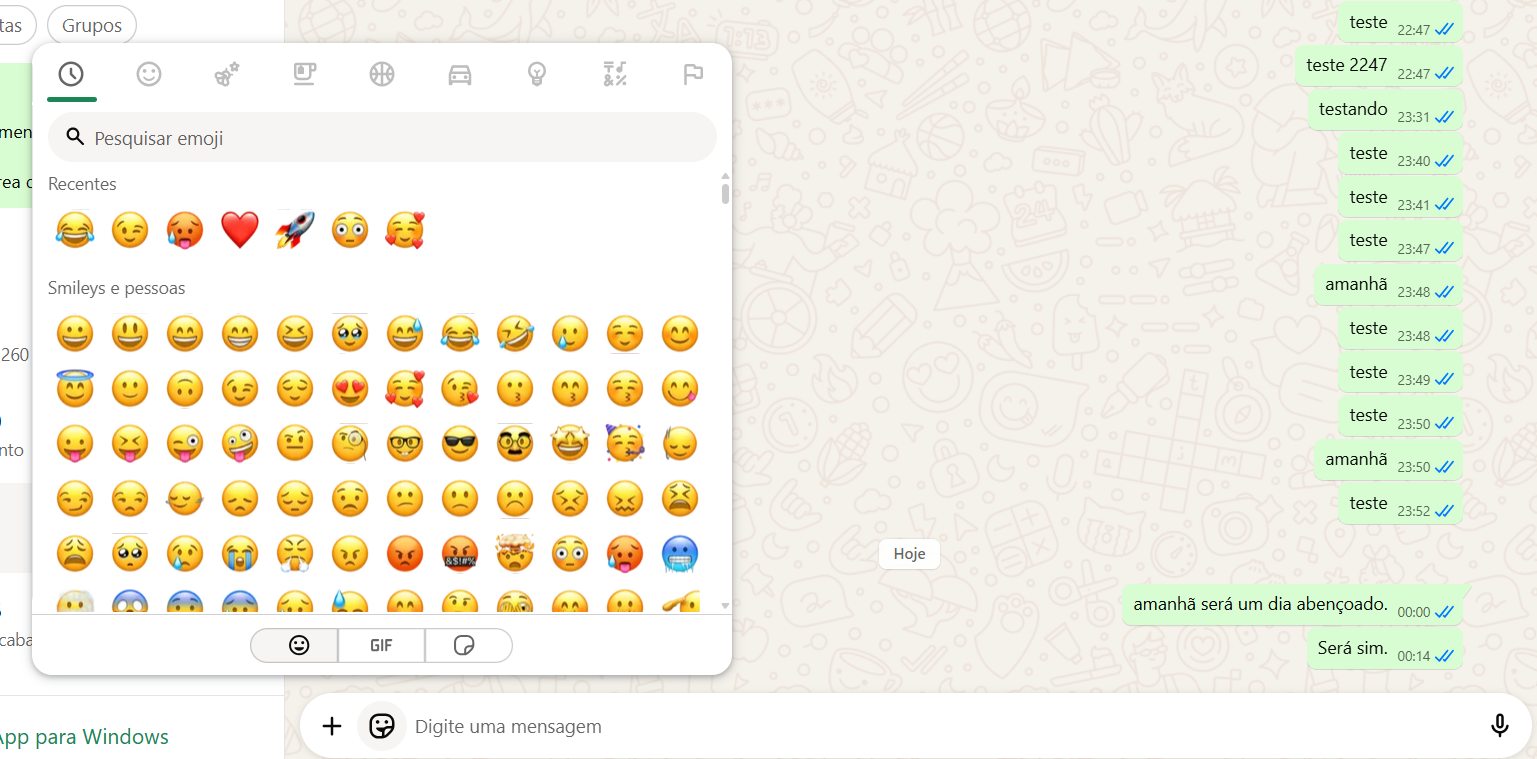 tas
Grupos
Pesquisar emoji
Recentes
Smileys e pessoas
&$!#%
GIF
men
rea c
260
nto
caba
App para Windows
teste 22:47
teste 2247 22:47
testando 23:31
teste 23:40
teste 23:41
teste 23:47
amanhã 23:48
teste 23:48
teste 23:49
teste 23:50
amanhã 23:50
teste 23:52
Hoje
amanhã será um dia abençoado. 00:00
Será sim. 00:14
Digite uma mensagem